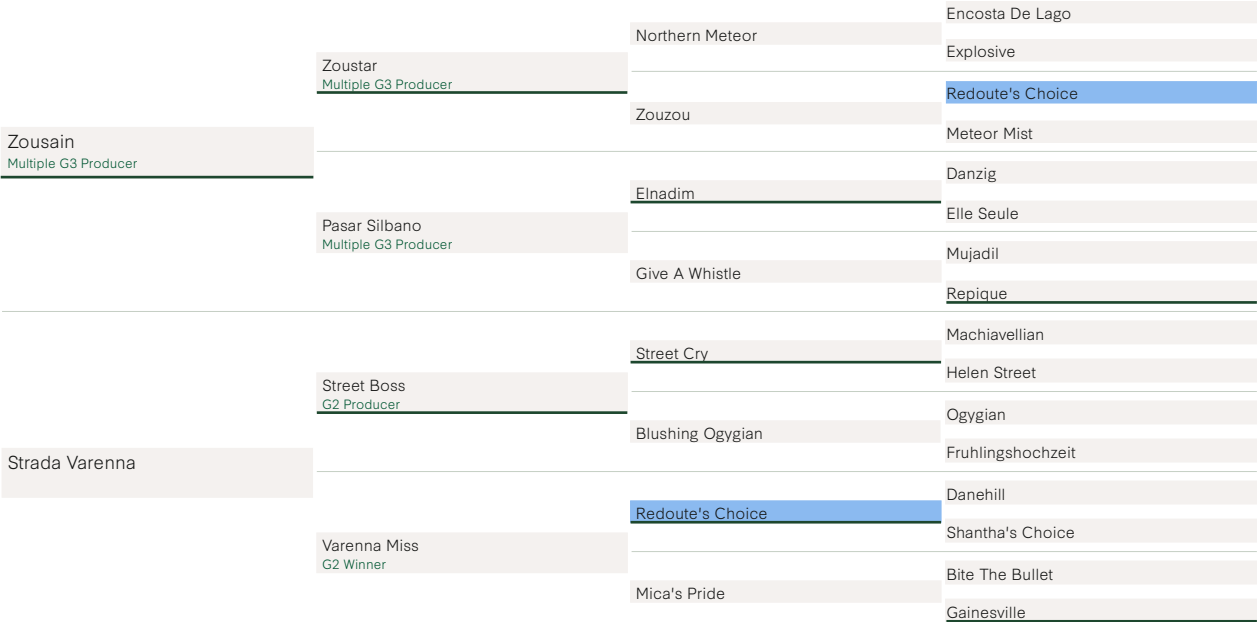 Zousain
Multiple G3 Producer
Strada Varenna
Zoustar
Multiple G3 Producer
Pasar Silbano
Multiple G3 Producer
Street Boss
G2 Producer
Varenna Miss
G2 Winner
Northern Meteor
Zouzou
Elnadim
Give A Whistle
Street Cry
Blushing Ogygian
Redoute's Choice
Mica's Pride
Encosta De Lago
Explosive
Redoute's Choice
Meteor Mist
Danzig
Elle Seule
Mujadil
Repique
Machiavellian
Helen Street
Ogygian
Fruhlingshochzeit
Danehill
Shantha's Choice
Bite The Bullet
Gainesville